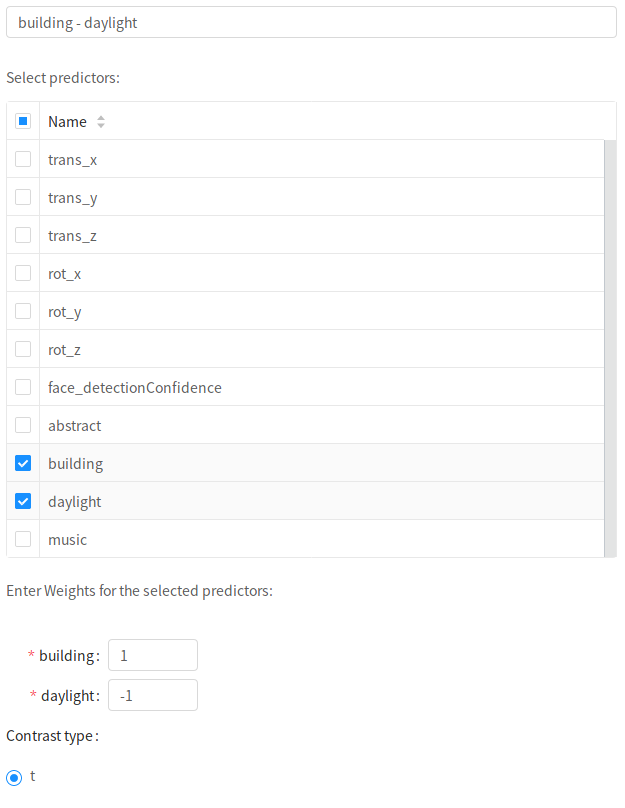 building - daylight
Select predictors:
Name
trans_x
trans_y
trans_z
rot_x
rot_y
rot_z
face_detectionConfidence
abstract
building
daylight
music
Enter Weights for the selected predictors:
* building: 1
* daylight: -1
Contrast type:
t